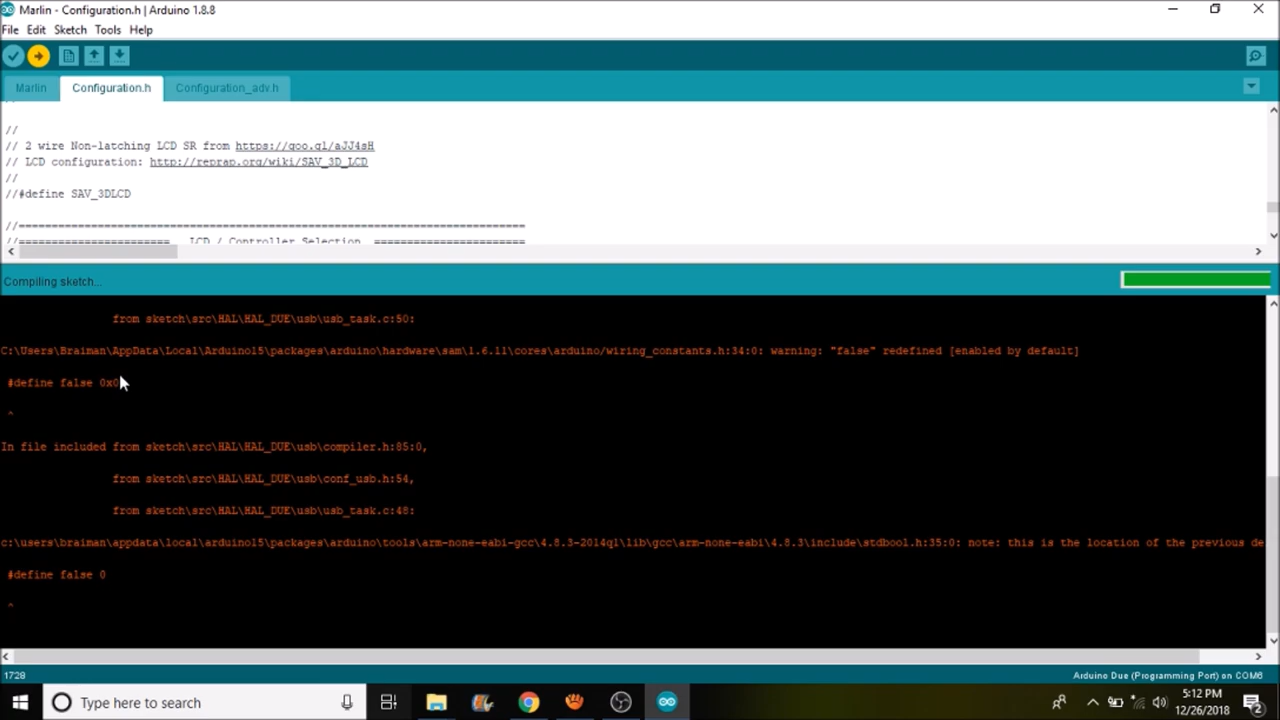 Marlin - Configuration.h | Arduino 1.8.8
File Edit Sketch Tools Help
Marlin Configuration.h Configuration_adv.h
//
// 2 wire Non-latching LCD SR from https://goo.gl/aJJ4sH
// LCD configuration: http://reprap.org/wiki/SAV_3D_LCD
//
//#define SAV_3DLCD
//=============================================================================
//======================= LCD / Controller Selection =======================
Compiling sketch...
from sketch\src\HAL\HAL_DUE\usb\usb_task.c:50:
C:\Users\Braiman\AppData\Local\Arduino15\packages\arduino\hardware\sam\1.6.11\cores\arduino/wiring_constants.h:34:0: warning: "false" redefined [enabled by default]
#define false 0x0
^
In file included from sketch\src\HAL\HAL_DUE\usb\compiler.h:85:0,
from sketch\src\HAL\HAL_DUE\usb\conf_usb.h:54,
from sketch\src\HAL\HAL_DUE\usb\usb_task.c:48:
c:\users\braiman\appdata\local\arduino15\packages\arduino\tools\arm-none-eabi-gcc\4.8.3-2014q1\lib\gcc\arm-none-eabi\4.8.3\include\stdbool.h:35:0: note: this is the location of the previous de
#define false 0
^
1728 Arduino Due (Programming Port) on COM6
Type here to search
5:12 PM
12/26/2018
2